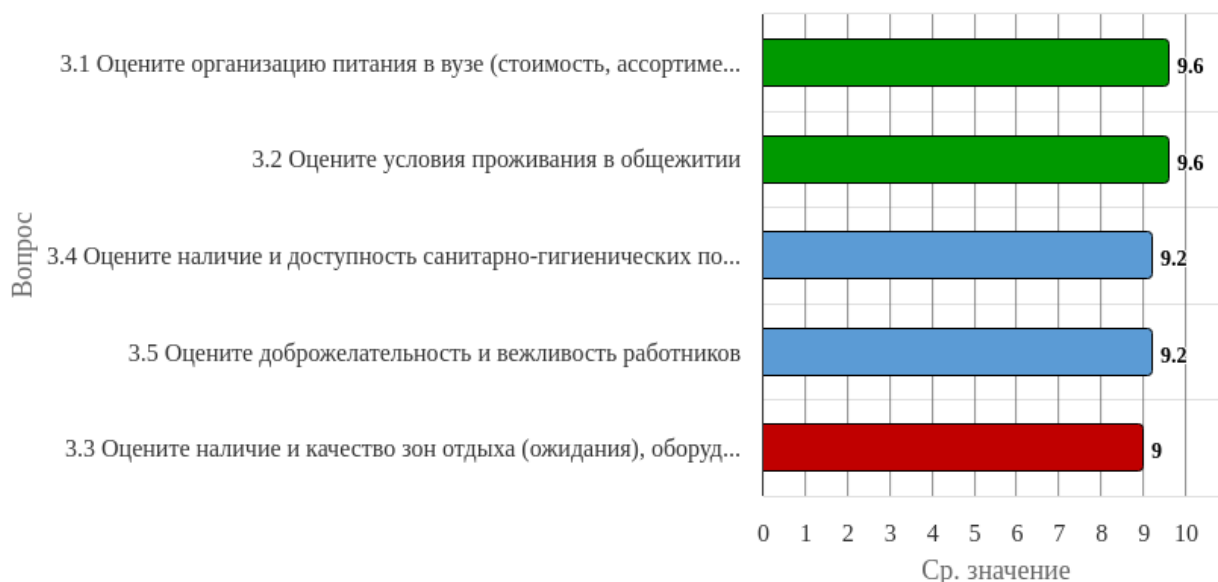 3.1 Оцените организацию питания в вузе (стоимость, ассортиме...
9.6
3.2 Оцените условия проживания в общежитии
9.6
3.4 Оцените наличие и доступность санитарно-гигиенических по...
9.2
3.5 Оцените доброжелательность и вежливость работников
9.2
3.3 Оцените наличие и качество зон отдыха (ожидания), оборуд...
9
Вопрос
0 1 2 3 4 5 6 7 8 9 10
Ср. значение